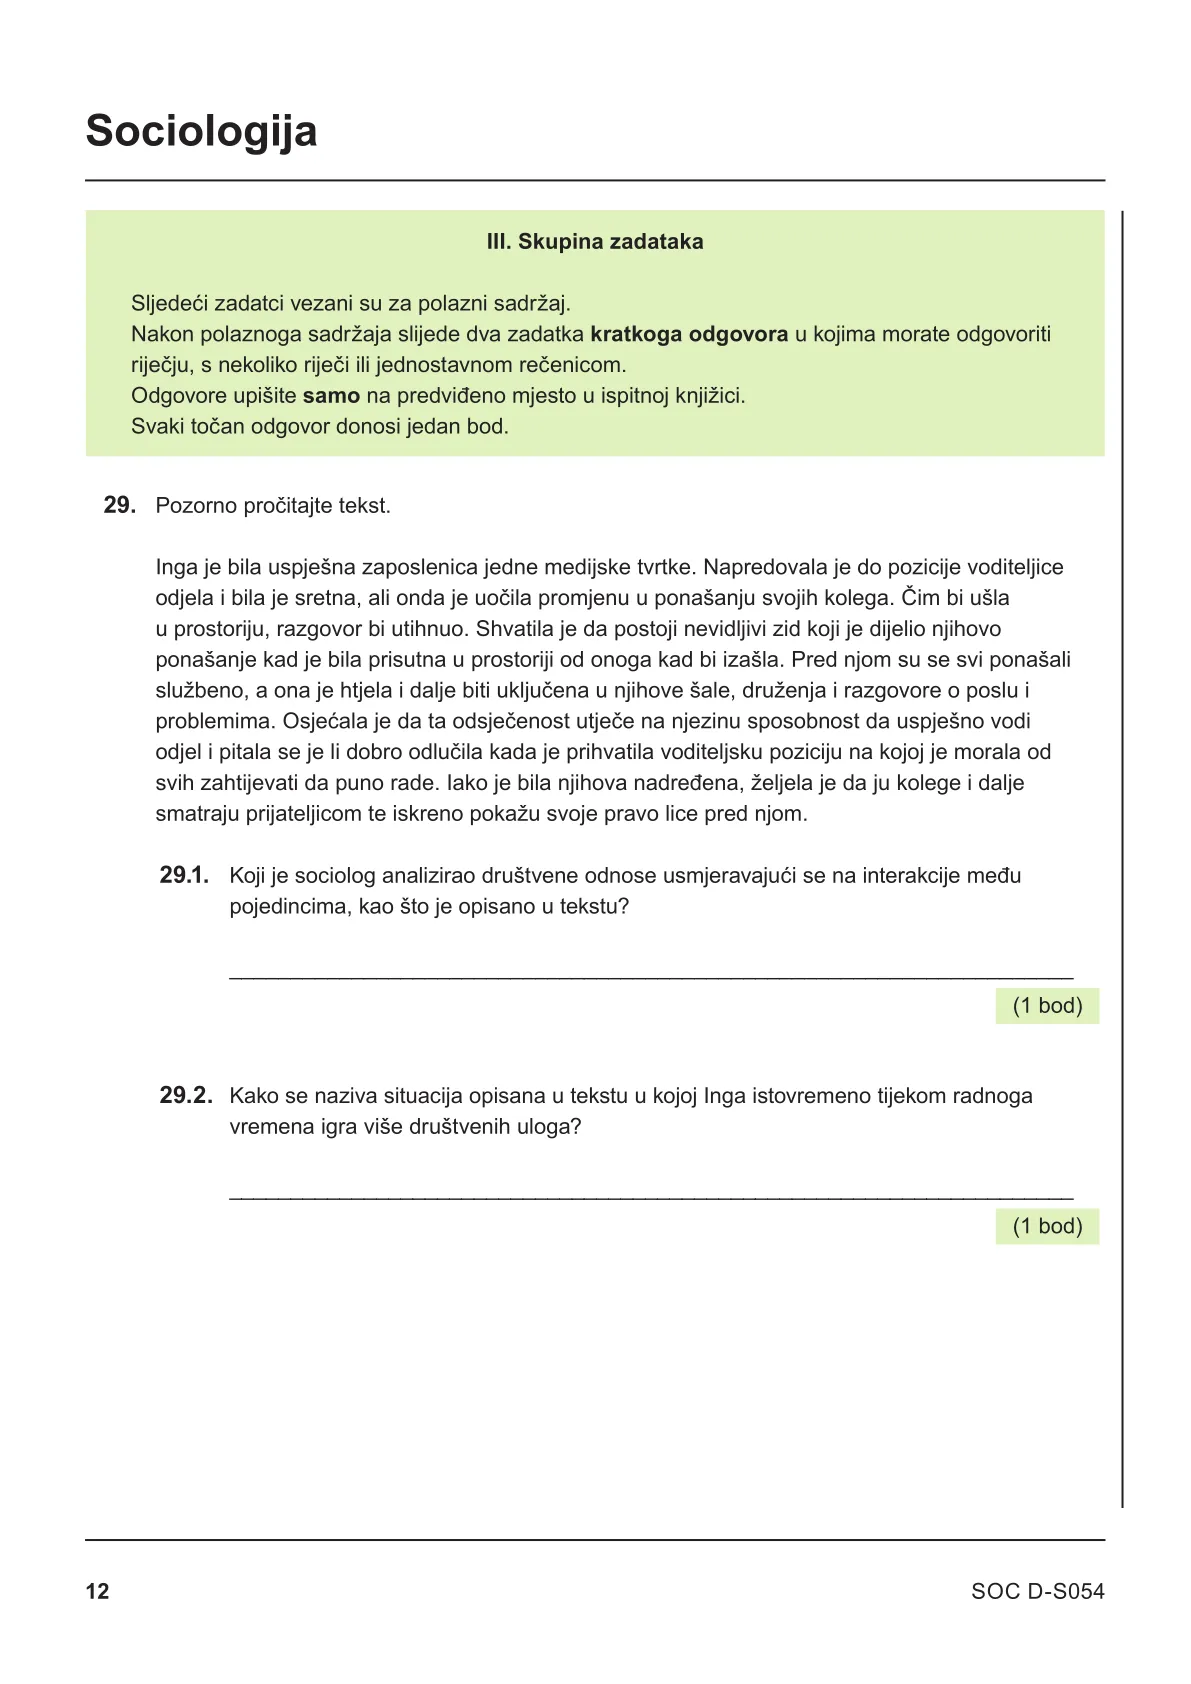 Sociologija
III. Skupina zadataka
Sljedeći zadatci vezani su za polazni sadržaj.
Nakon polaznoga sadržaja slijede dva zadatka kratkoga odgovora u kojima morate odgovoriti
riječju, s nekoliko riječi ili jednostavnom rečenicom.
Odgovore upišite samo na predviđeno mjesto u ispitnoj knjižici.
Svaki točan odgovor donosi jedan bod.
29. Pozorno pročitajte tekst.
Inga je bila uspješna zaposlenica jedne medijske tvrtke. Napredovala je do pozicije voditeljice
odjela i bila je sretna, ali onda je uočila promjenu u ponašanju svojih kolega. Čim bi ušla
u prostoriju, razgovor bi utihnuo. Shvatila je da postoji nevidljivi zid koji je dijelio njihovo
ponašanje kad je bila prisutna u prostoriji od onoga kad bi izašla. Pred njom su se svi ponašali
službeno, a ona je htjela i dalje biti uključena u njihove šale, druženja i razgovore o poslu i
problemima. Osjećala je da ta odsječenost utječe na njezinu sposobnost da uspješno vodi
odjel i pitala se je li dobro odlučila kada je prihvatila voditeljsku poziciju na kojoj je morala od
svih zahtijevati da puno rade. Iako je bila njihova nadređena, željela je da ju kolege i dalje
smatraju prijateljicom te iskreno pokažu svoje pravo lice pred njom.
29.1. Koji je sociolog analizirao društvene odnose usmjeravajući se na interakcije među
pojedincima, kao što je opisano u tekstu?
(1 bod)
29.2. Kako se naziva situacija opisana u tekstu u kojoj Inga istovremeno tijekom radnoga
vremena igra više društvenih uloga?
(1 bod)
12
SOC D-S054